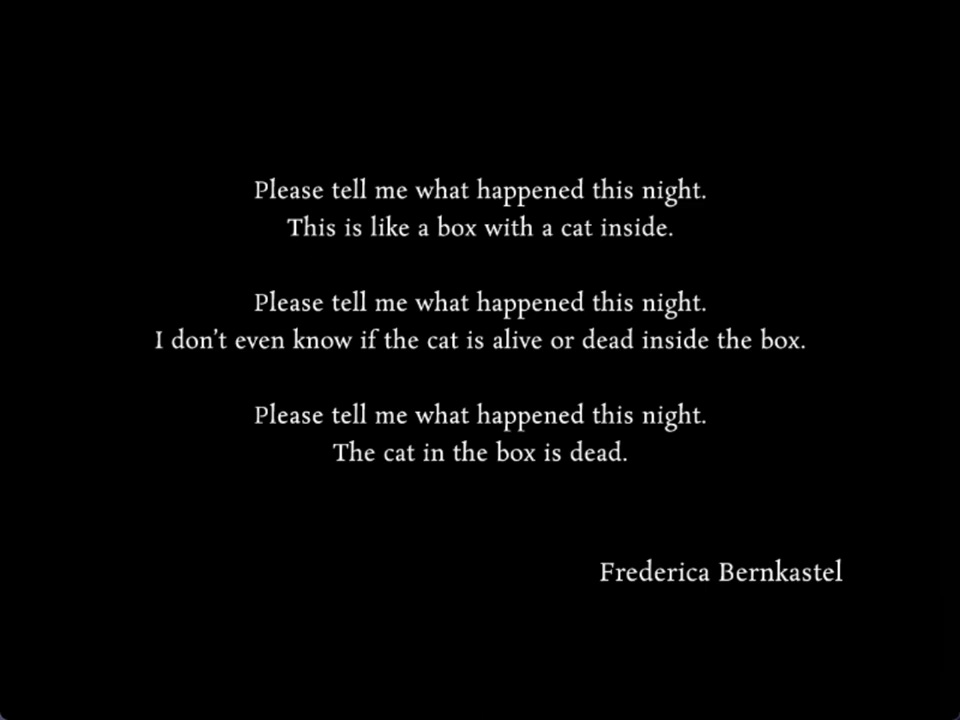 Please tell me what happened this night.
This is like a box with a cat inside.
Please tell me what happened this night.
I don’t even know if the cat is alive or dead inside the box.
Please tell me what happened this night.
The cat in the box is dead.
Frederica Bernkastel